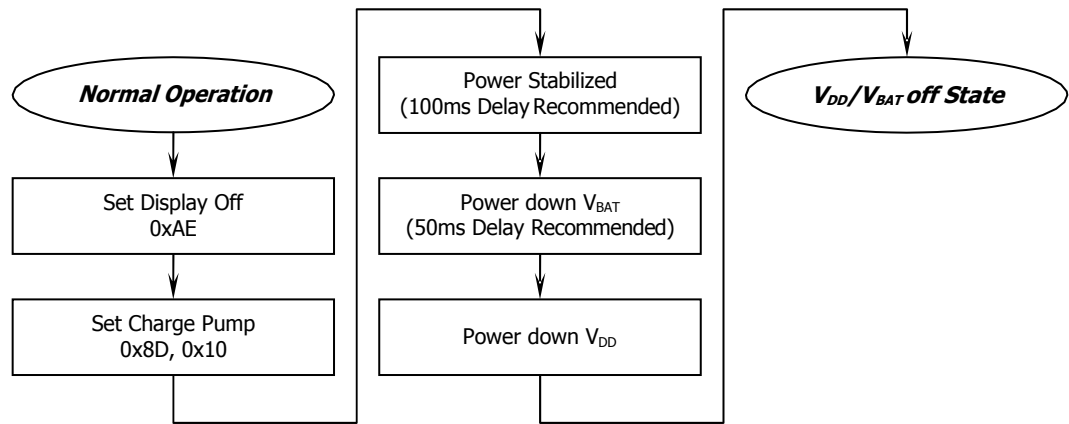 Normal Operation
Set Display Off
0xAE
Set Charge Pump
0x8D, 0x10
Power Stabilized
(100ms Delay Recommended)
Power down VBAT
(50ms Delay Recommended)
Power down VDD
VDD/VBAT off State